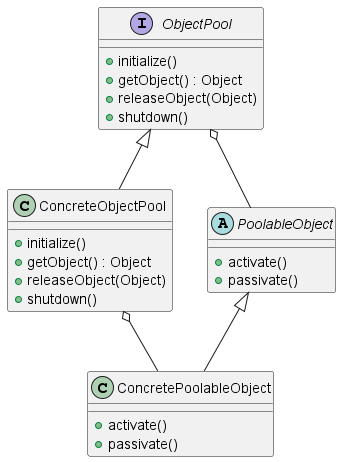 I ObjectPool
initialize()
getObject() : Object
releaseObject(Object)
shutdown()
C ConcreteObjectPool
initialize()
getObject() : Object
releaseObject(Object)
shutdown()
A PoolableObject
activate()
passivate()
C ConcretePoolableObject
activate()
passivate()